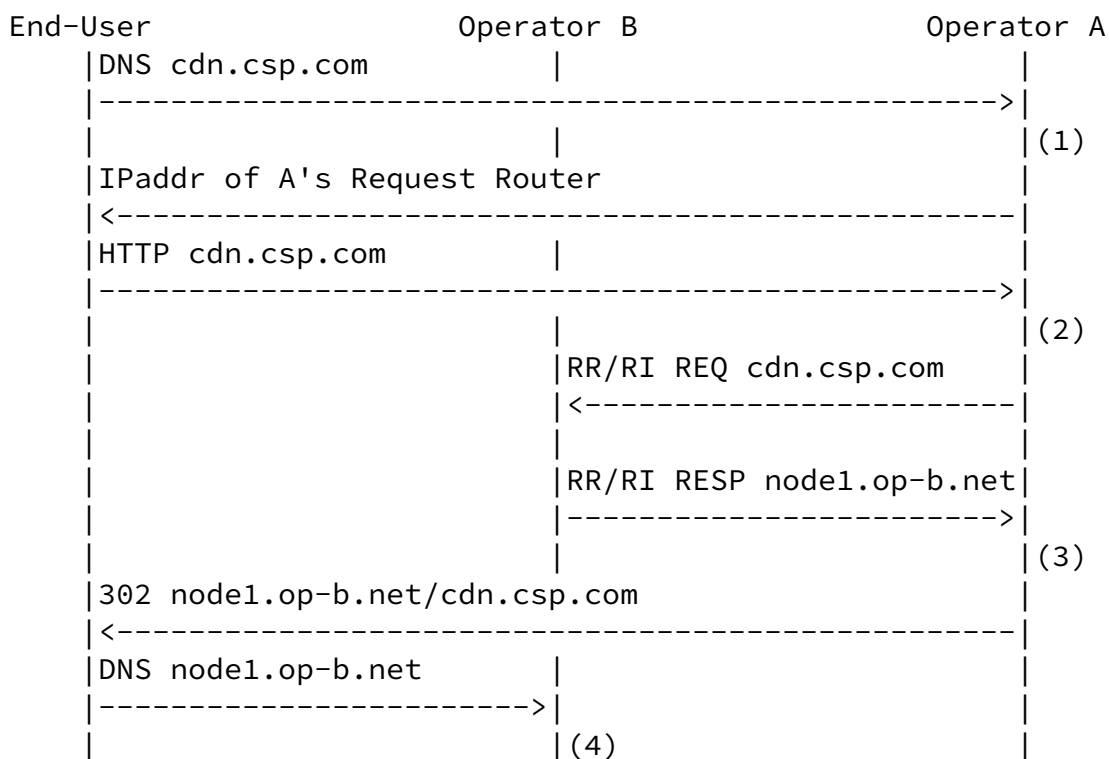 End-User Operator B Operator A
DNS cdn.csp.com
(1)
IPaddr of A's Request Router
HTTP cdn.csp.com
(2)
RR/RI REQ cdn.csp.com
RR/RI RESP node1.op-b.net
(3)
302 node1.op-b.net/cdn.csp.com
DNS node1.op-b.net
(4)